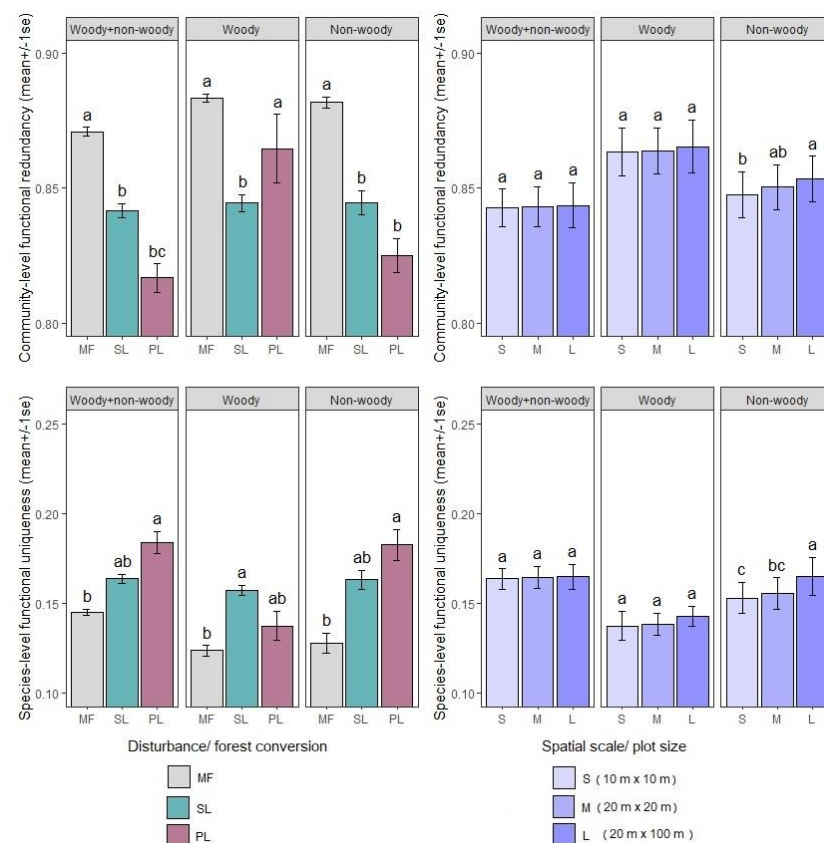 Community-level functional redundancy (mean+/-1se)
Woody+non-woody Woody Non-woody
0.90
0.85
0.80
a b bc
a b a
a b b
MF SL PL MF SL PL MF SL PL
Community-level functional redundancy (mean+/-1se)
Woody+non-woody Woody Non-woody
0.90
0.85
0.80
a a a
a a a
b ab a
S M L S M L S M L
Species-level functional uniqueness (mean+/-1se)
Woody+non-woody Woody Non-woody
0.25
0.20
0.15
0.10
b ab a
b a ab
b ab a
MF SL PL MF SL PL MF SL PL
Disturbance/ forest conversion
MF
SL
PL
Species-level functional uniqueness (mean+/-1se)
Woody+non-woody Woody Non-woody
0.25
0.20
0.15
0.10
a a a
a a a
c bc a
S M L S M L S M L
Spatial scale/ plot size
S ( 10 m x 10 m )
M ( 20 m x 20 m )
L ( 20 m x 100 m )